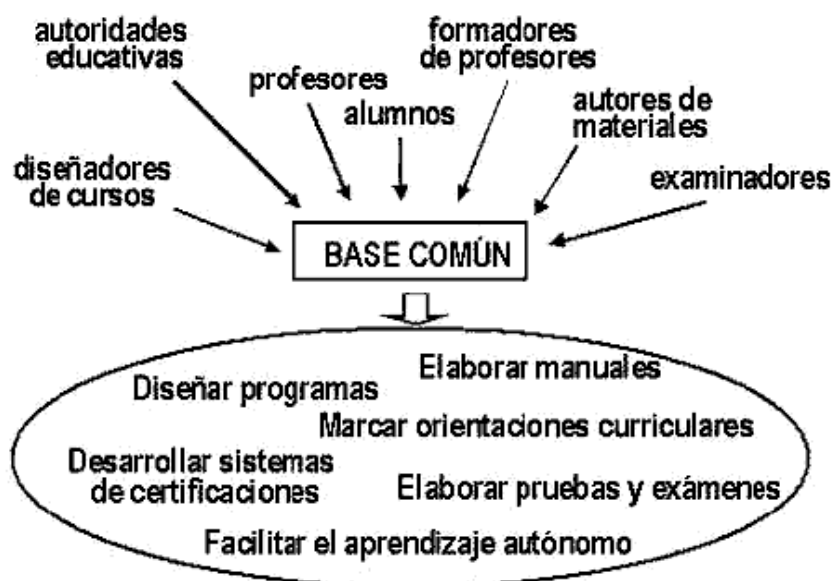 autoridades
educativas
profesores
alumnos
formadores
de profesores
autores de
materiales
diseñadores
de cursos
examinadores
BASE COMÚN
Elaborar manuales
Diseñar programas
Marcar orientaciones curriculares
Desarrollar sistemas
de certificaciones
Elaborar pruebas y exámenes
Facilitar el aprendizaje autónomo